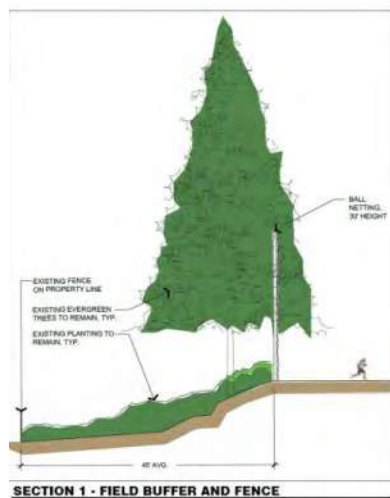 BALL
NETTING,
30' HEIGHT
EXISTING FENCE
ON PROPERTY LINE
EXISTING EVERGREEN
TREES TO REMAIN, TYP.
EXISTING PLANTING TO
REMAIN, TYP.
45' AVG.
SECTION 1 - FIELD BUFFER AND FENCE